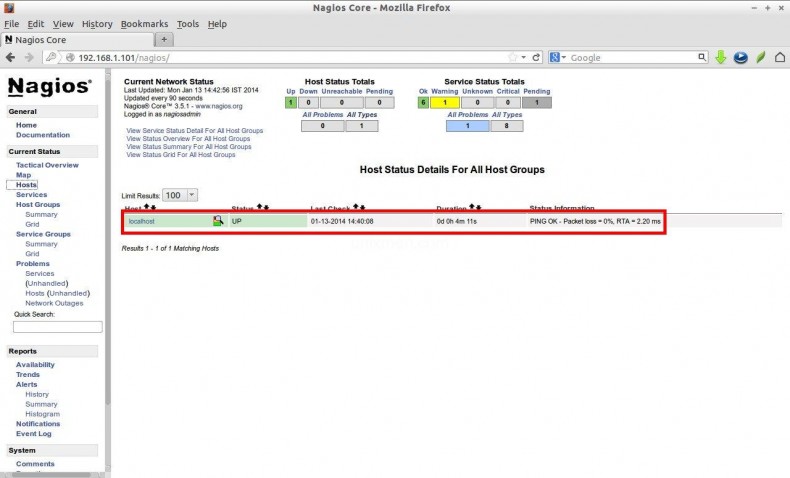 Nagios Core - Mozilla Firefox
File Edit View History Bookmarks Tools Help
N Nagios Core
192.168.1.101/nagios/
Google
Nagios®
General
Home
Documentation
Current Status
Tactical Overview
Map
Hosts
Services
Host Groups
Summary
Grid
Service Groups
Summary
Grid
Problems
Services
(Unhandled)
Hosts (Unhandled)
Network Outages
Quick Search:
Reports
Availability
Trends
Alerts
History
Summary
Histogram
Notifications
Event Log
System
Comments
Current Network Status
Last Updated: Mon Jan 13 14:42:56 IST 2014
Updated every 90 seconds
Nagios® Core™ 3.5.1 - www.nagios.org
Logged in as nagiosadmin
View Service Status Detail For All Host Groups
View Status Overview For All Host Groups
View Status Summary For All Host Groups
View Status Grid For All Host Groups
Host Status Totals
Up Down Unreachable Pending
1 0 0 0
All Problems All Types
0 1
Service Status Totals
Ok Warning Unknown Critical Pending
6 1 0 0 1
All Problems All Types
1 8
Host Status Details For All Host Groups
Limit Results: 100
Host Status Last Check Duration Status Information
localhost UP 01-13-2014 14:40:08 0d 0h 4m 11s PING OK - Packet loss = 0%, RTA = 2.20 ms
Results 1 - 1 of 1 Matching Hosts